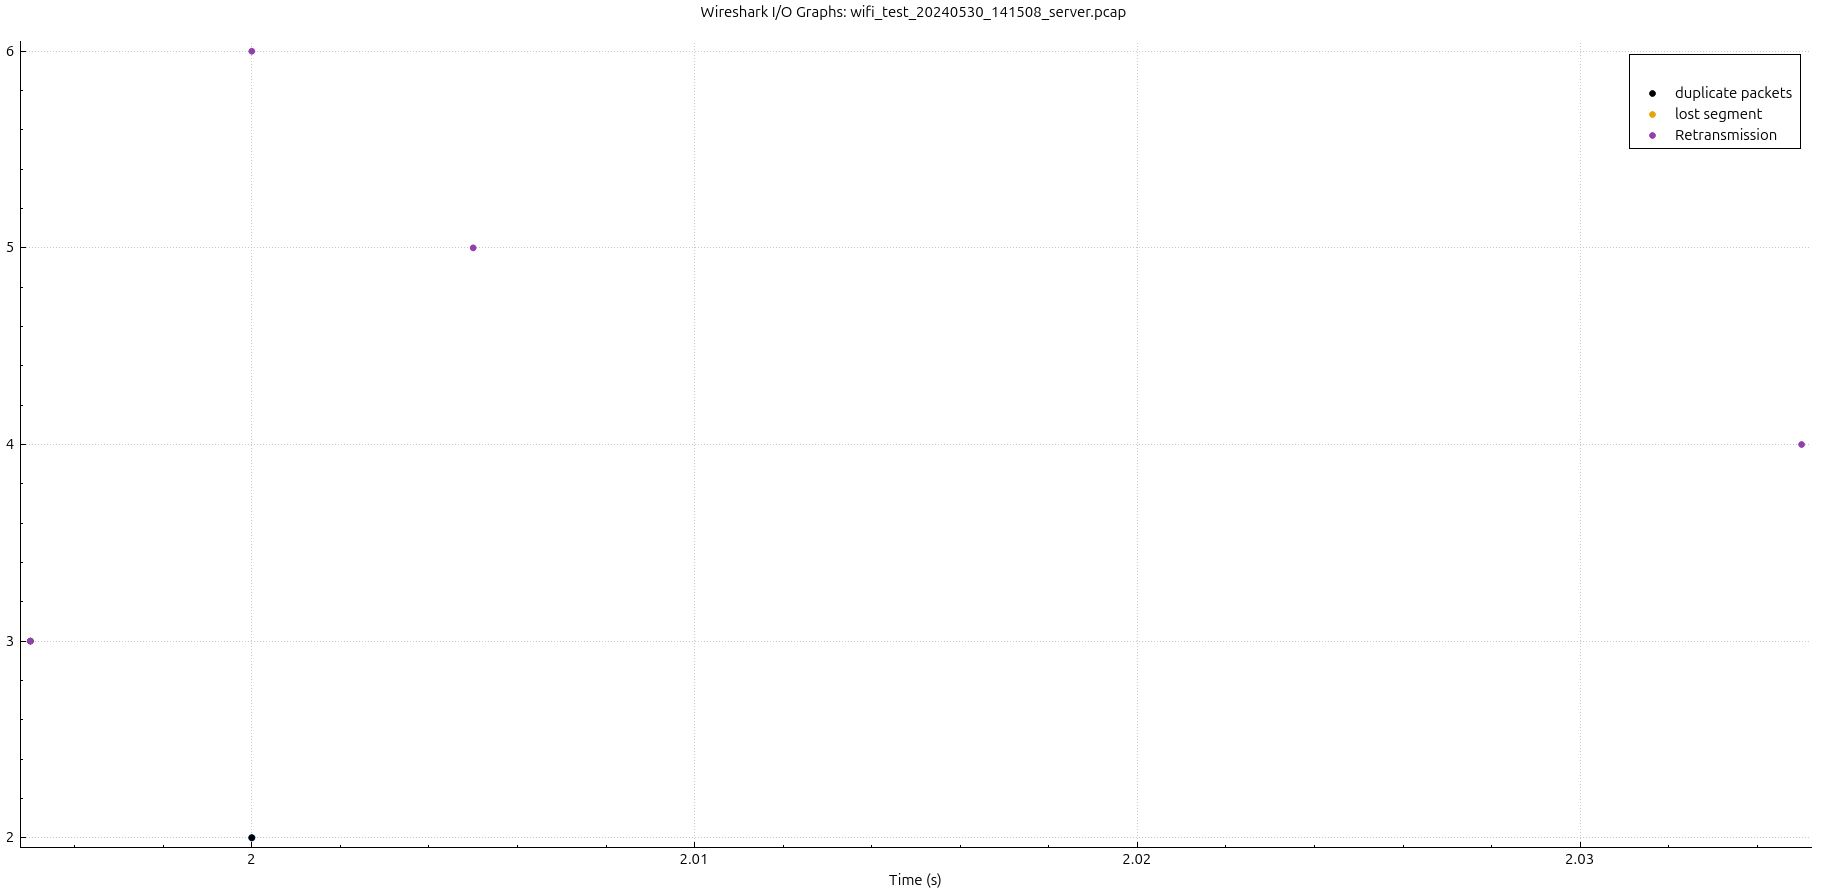 Wireshark I/O Graphs: wifi_test_20240530_141508_server.pcap
6
duplicate packets
lost segment
Retransmission
5
4
3
2
2 2.01 2.02 2.03
Time (s)